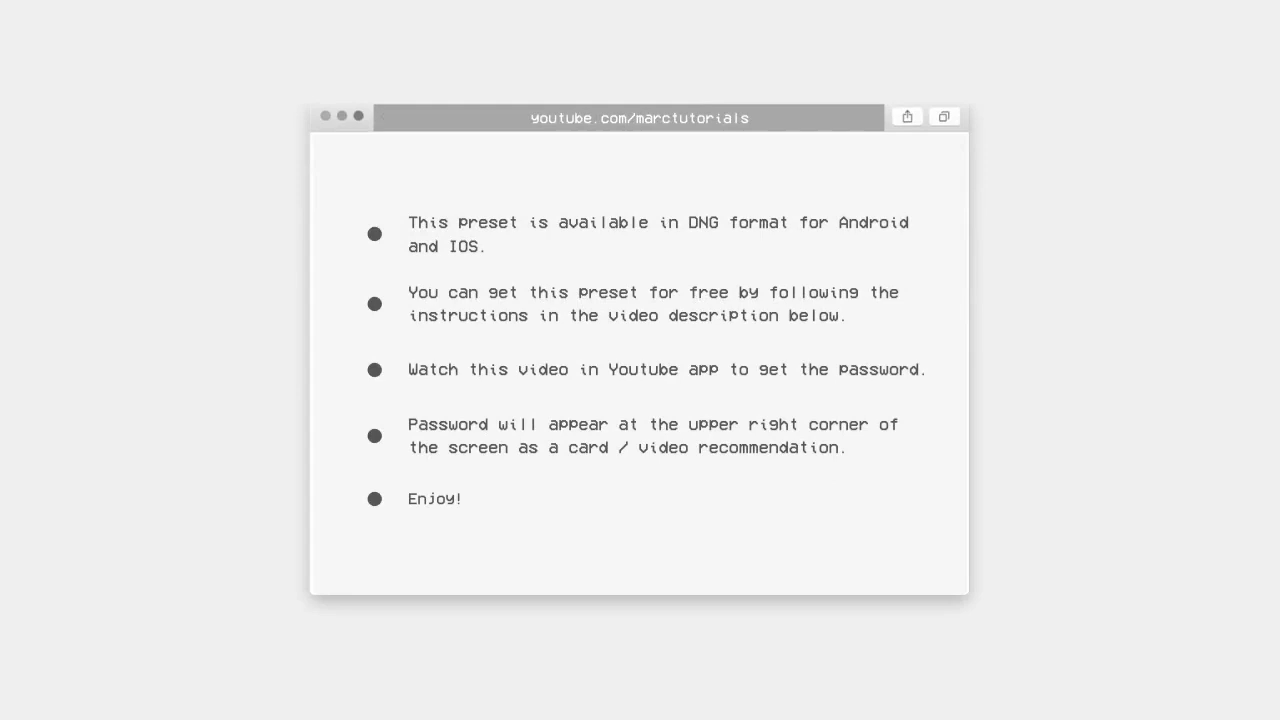 youtube.com/marctutorials
This preset is available in DNG format for Android
and IOS.
You can get this preset for free by following the
instructions in the video description below.
Watch this video in Youtube app to get the password.
Password will appear at the upper right corner of
the screen as a card / video recommendation.
Enjoy!